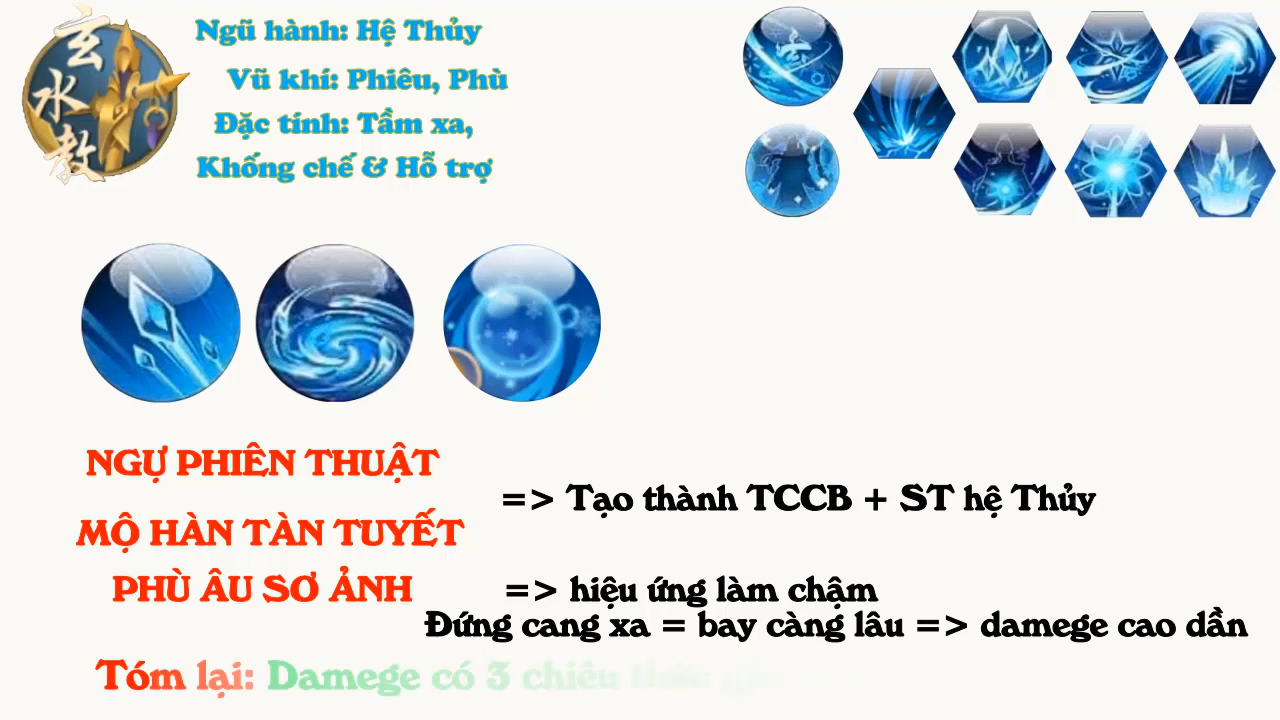 玄水教
Ngũ hành: Hệ Thủy
Vũ khí: Phiêu, Phù
Đặc tính: Tầm xa,
Khống chế & Hỗ trợ
NGỰ PHIÊN THUẬT
=> Tạo thành TCCB + ST hệ Thủy
MỘ HÀN TÀN TUYẾT
PHÙ ÂU SƠ ẢNH
=> hiệu ứng làm chậm
Đứng cang xa = bay càng lâu => damege cao dần
Tóm lại: Damege có 3 chiêu